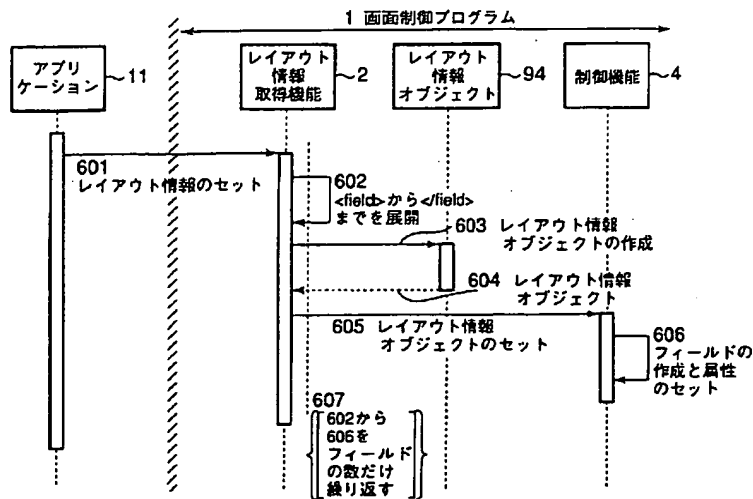 1 画面制御プログラム
アプリ
ケーション
11
レイアウト
情報
取得機能
2
レイアウト
情報
オブジェクト
94
制御機能
4
601
レイアウト情報のセット
602
<field>から</field>
までを展開
603 レイアウト情報
オブジェクトの作成
604 レイアウト情報
オブジェクト
605 レイアウト情報
オブジェクトのセット
606
フィールドの
作成と属性
のセット
607
602から
606を
フィールド
の数だけ
繰り返す